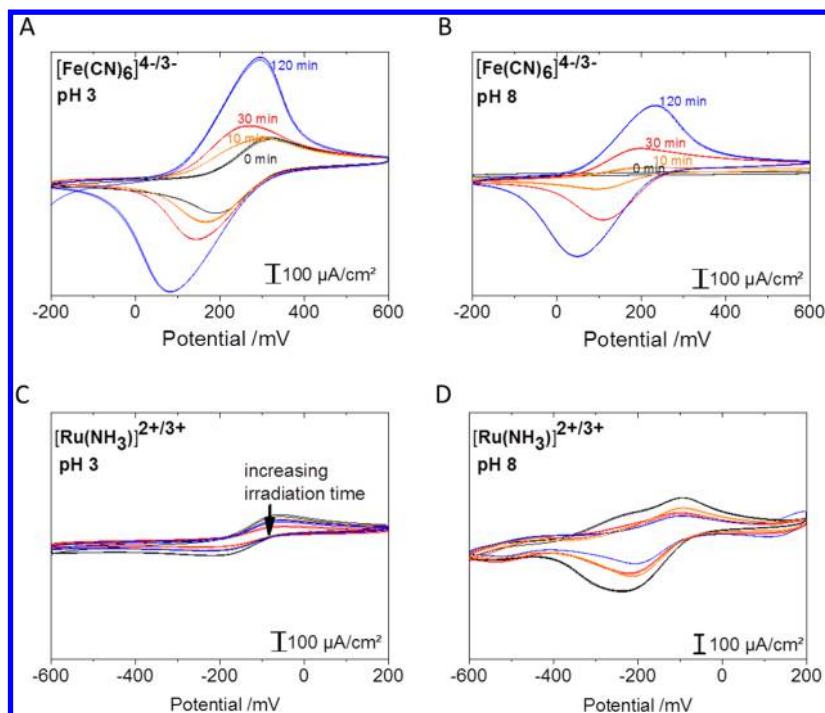 A
[Fe(CN)6]4-/3-
pH 3
120 min
30 min
10 min
0 min
100 µA/cm²
-200 0 200 400 600
Potential /mV
B
[Fe(CN)6]4-/3-
pH 8
120 min
30 min
10 min
0 min
100 µA/cm²
-200 0 200 400 600
Potential /mV
C
[Ru(NH3)]2+/3+
pH 3
increasing
irradiation time
100 µA/cm²
-600 -400 -200 0 200
Potential /mV
D
[Ru(NH3)]2+/3+
pH 8
100 µA/cm²
-600 -400 -200 0 200
Potential /mV